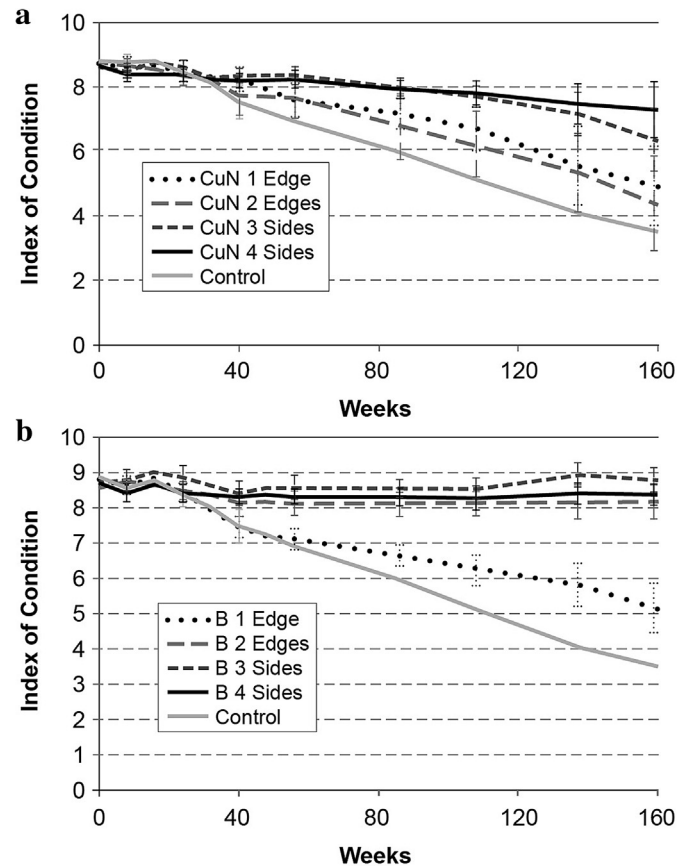 a
10
8
6
4
2
0
Index of Condition
CuN 1 Edge
CuN 2 Edges
CuN 3 Sides
CuN 4 Sides
Control
0 40 80 120 160
Weeks
b
10
9
8
7
6
5
4
3
2
1
0
Index of Condition
B 1 Edge
B 2 Edges
B 3 Sides
B 4 Sides
Control
0 40 80 120 160
Weeks